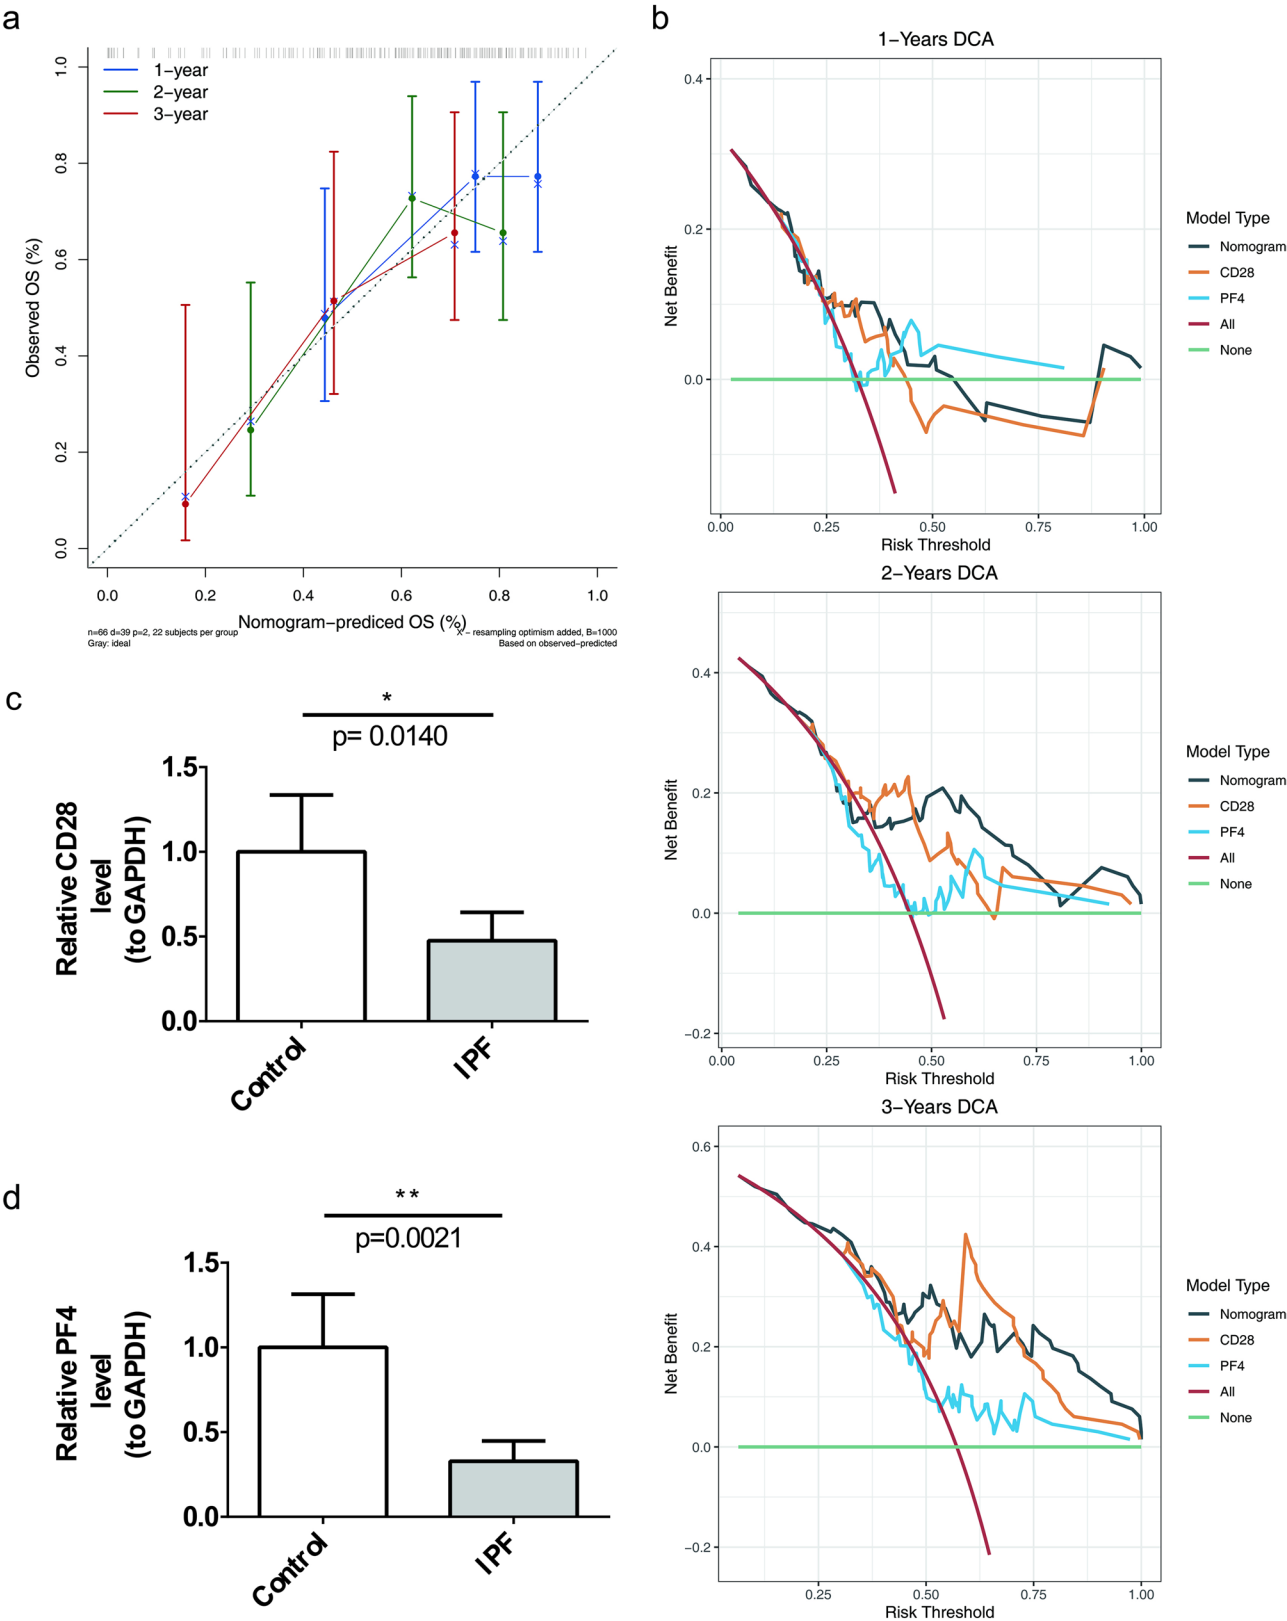 a
1-year
2-year
3-year
Observed OS (%)
0.0 0.2 0.4 0.6 0.8 1.0
0.0 0.2 0.4 0.6 0.8 1.0
Nomogram-prediced OS (%)
n=66 d=39 p=2, 22 subjects per group
Gray: ideal
X - resampling optimism added, B=1000
Based on observed-predicted
b
1-Years DCA
Net Benefit
0.4
0.2
0.0
0.00 0.25 0.50 0.75 1.00
Risk Threshold
Model Type
Nomogram
CD28
PF4
All
None
2-Years DCA
Net Benefit
0.4
0.2
0.0
-0.2
0.00 0.25 0.50 0.75 1.00
Risk Threshold
Model Type
Nomogram
CD28
PF4
All
None
3-Years DCA
Net Benefit
0.6
0.4
0.2
0.0
-0.2
0.25 0.50 0.75 1.00
Risk Threshold
Model Type
Nomogram
CD28
PF4
All
None
c
*
p= 0.0140
Relative CD28
level
(to GAPDH)
1.5
1.0
0.5
0.0
Control
IPF
d
**
p=0.0021
Relative PF4
level
(to GAPDH)
1.5
1.0
0.5
0.0
Control
IPF